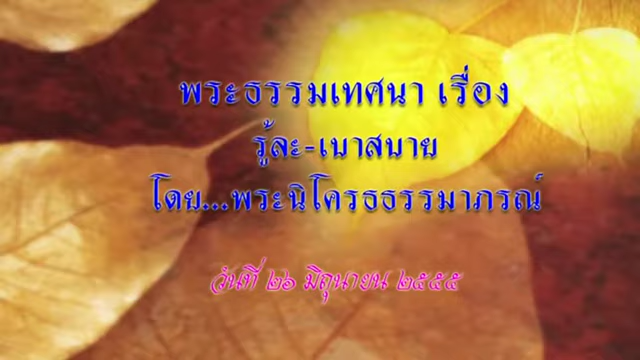 พระธรรมเทศนา เรื่อง
รู้ละ-เบาสบาย
โดย...พระนิโครธธรรมาภรณ์
วันที่ ๒๖ มิถุนายน ๒๕๕๕